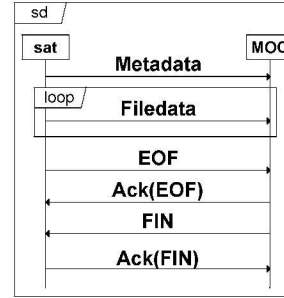 sd
sat
MOC
Metadata
loop
Filedata
EOF
Ack(EOF)
FIN
Ack(FIN)